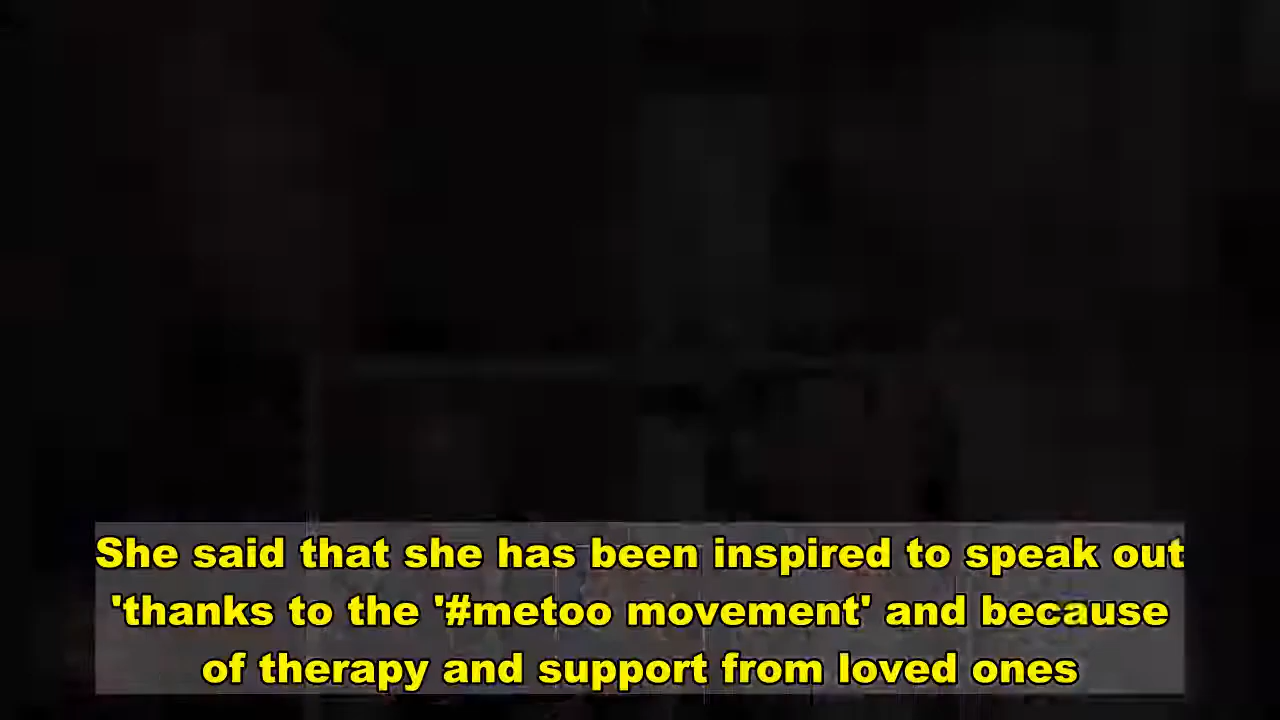 She said that she has been inspired to speak out
'thanks to the '#metoo movement' and because
of therapy and support from loved ones